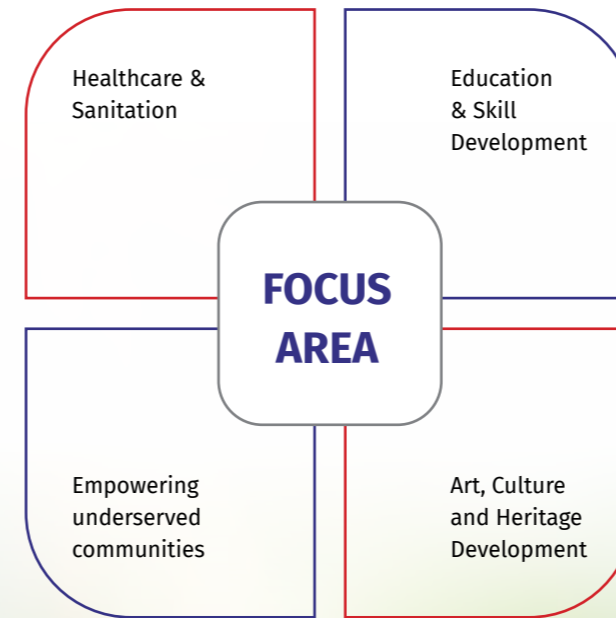 Healthcare &
Sanitation
Education
& Skill
Development
FOCUS
AREA
Empowering
underserved
communities
Art, Culture
and Heritage
Development